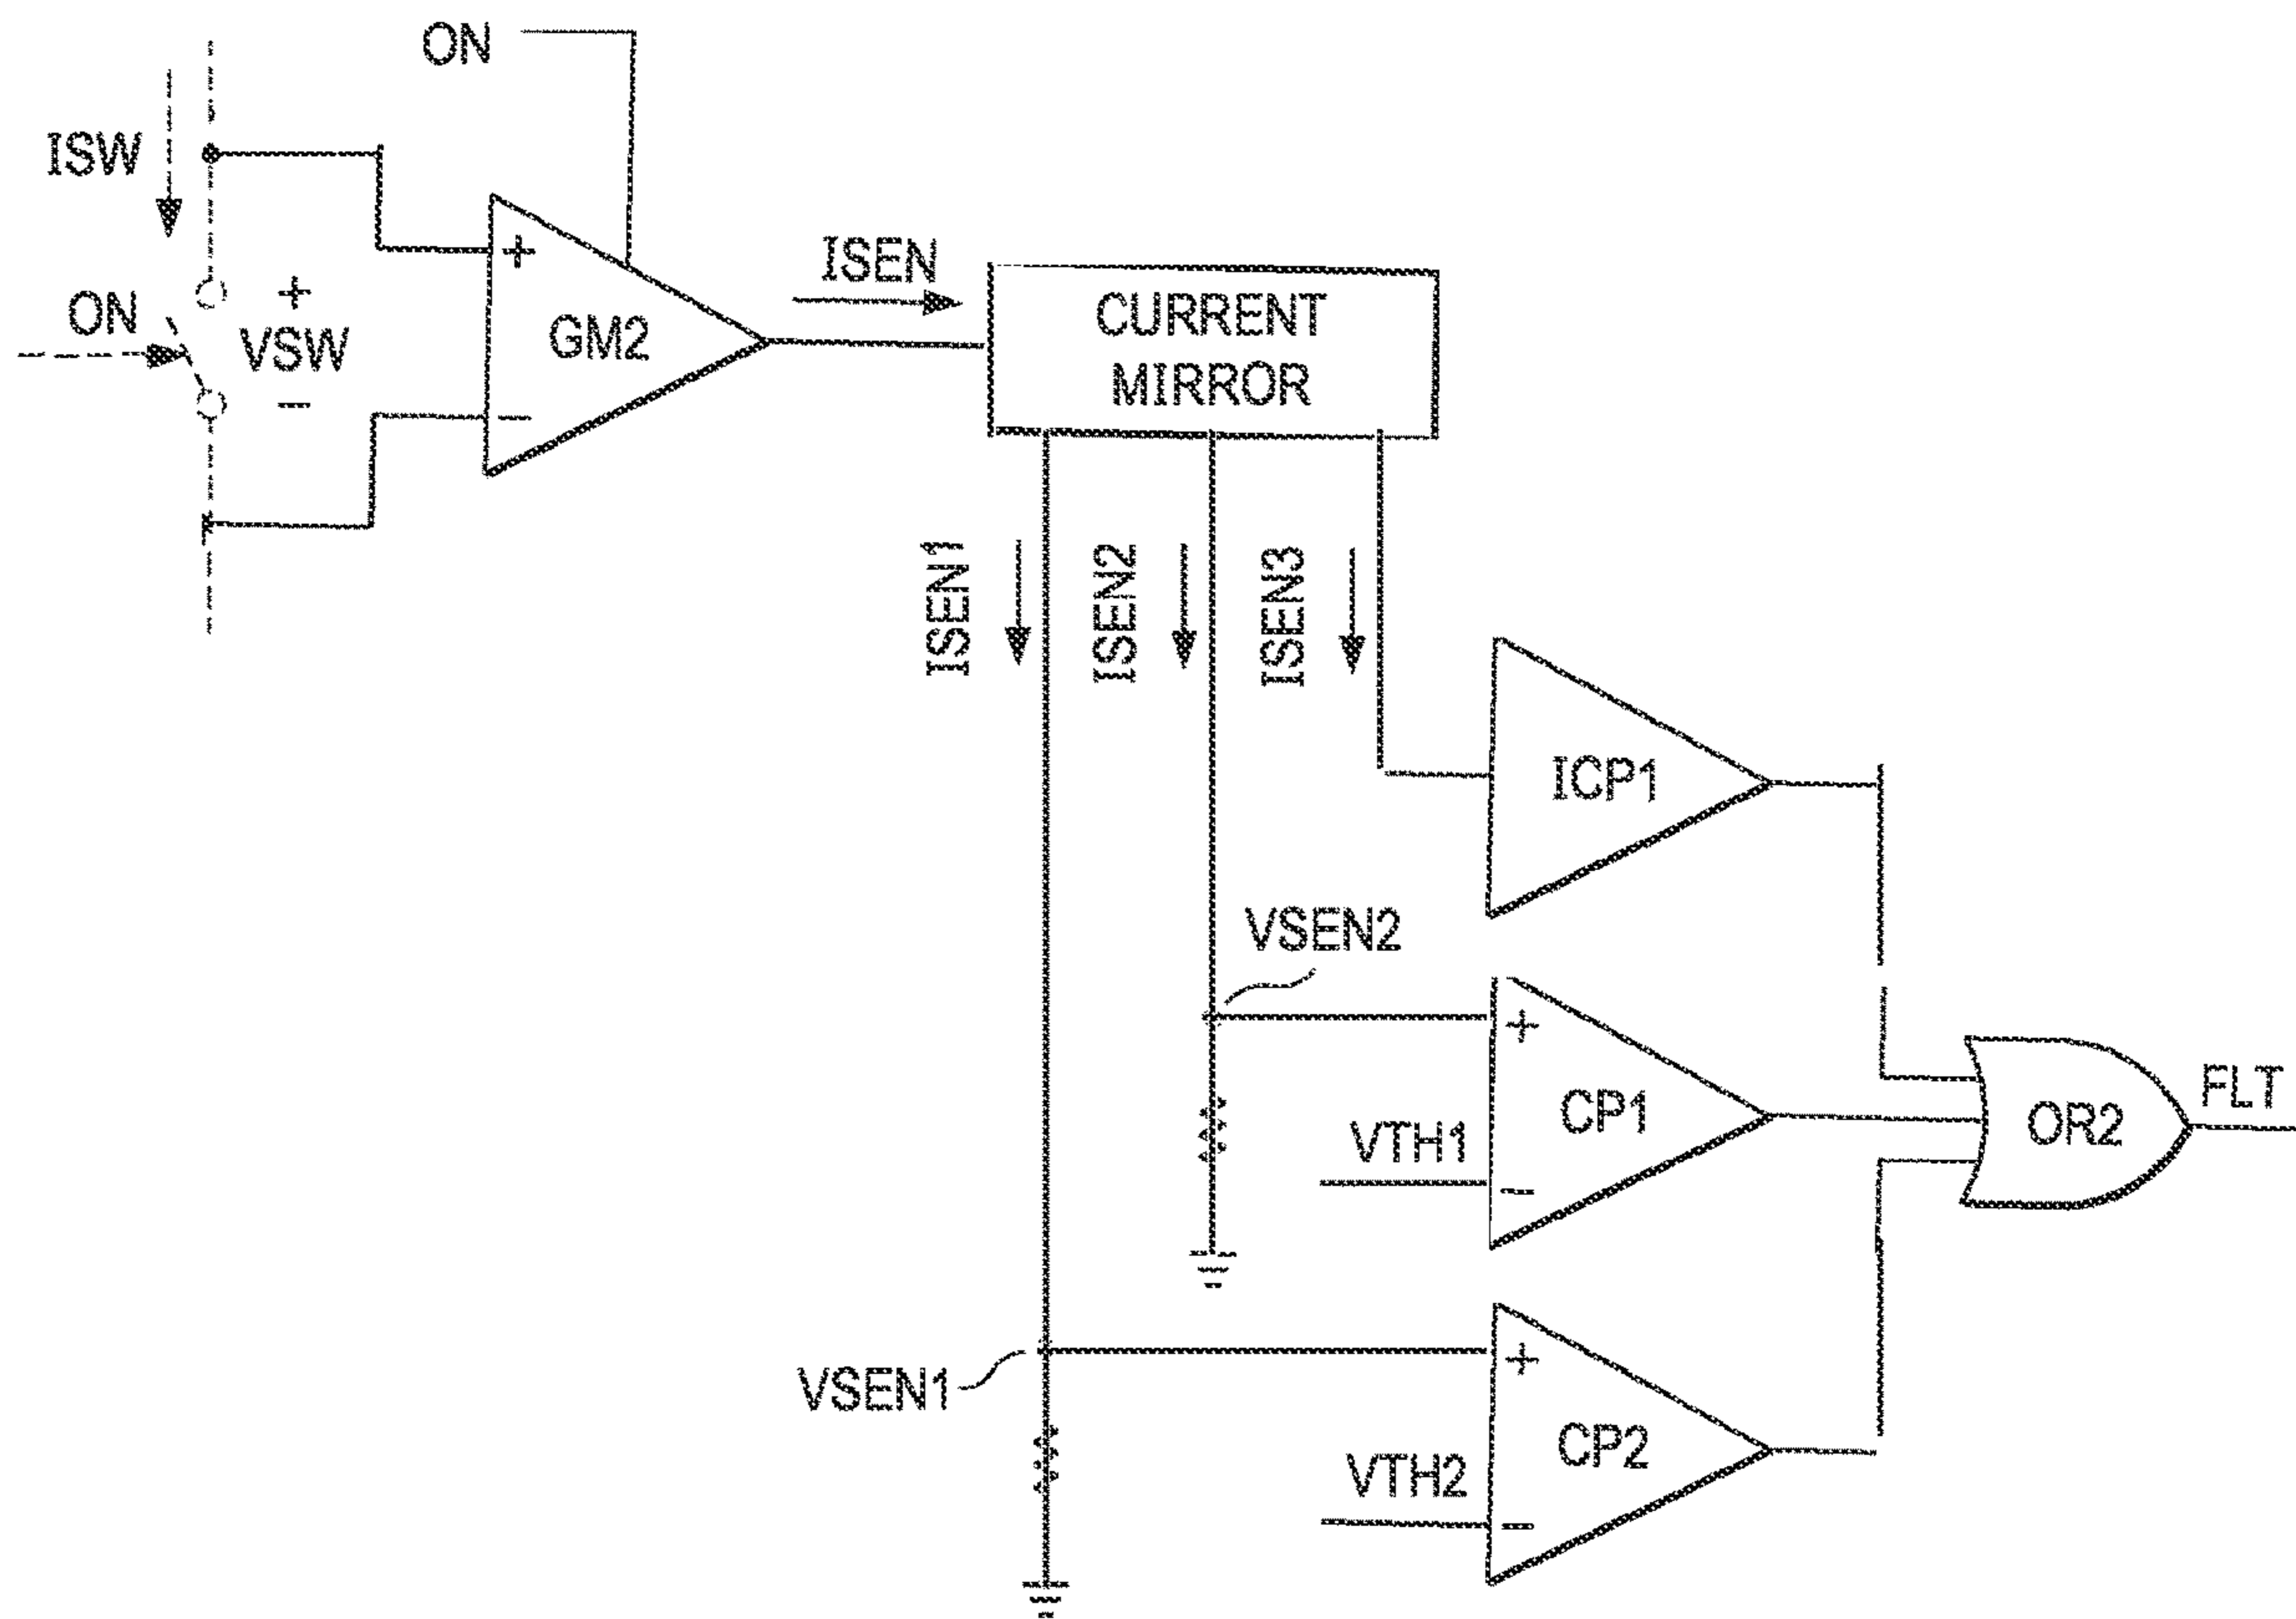 ON
ISW
+
ISEN
CURRENT
MIRROR
ON
+
VSW
−
GM2
−
ISEN1
ISEN2
ISEN3
ICP1
VSEN2
+
CP1
VTH1
−
FLT
OR2
VSEN1
+
CP2
VTH2
−